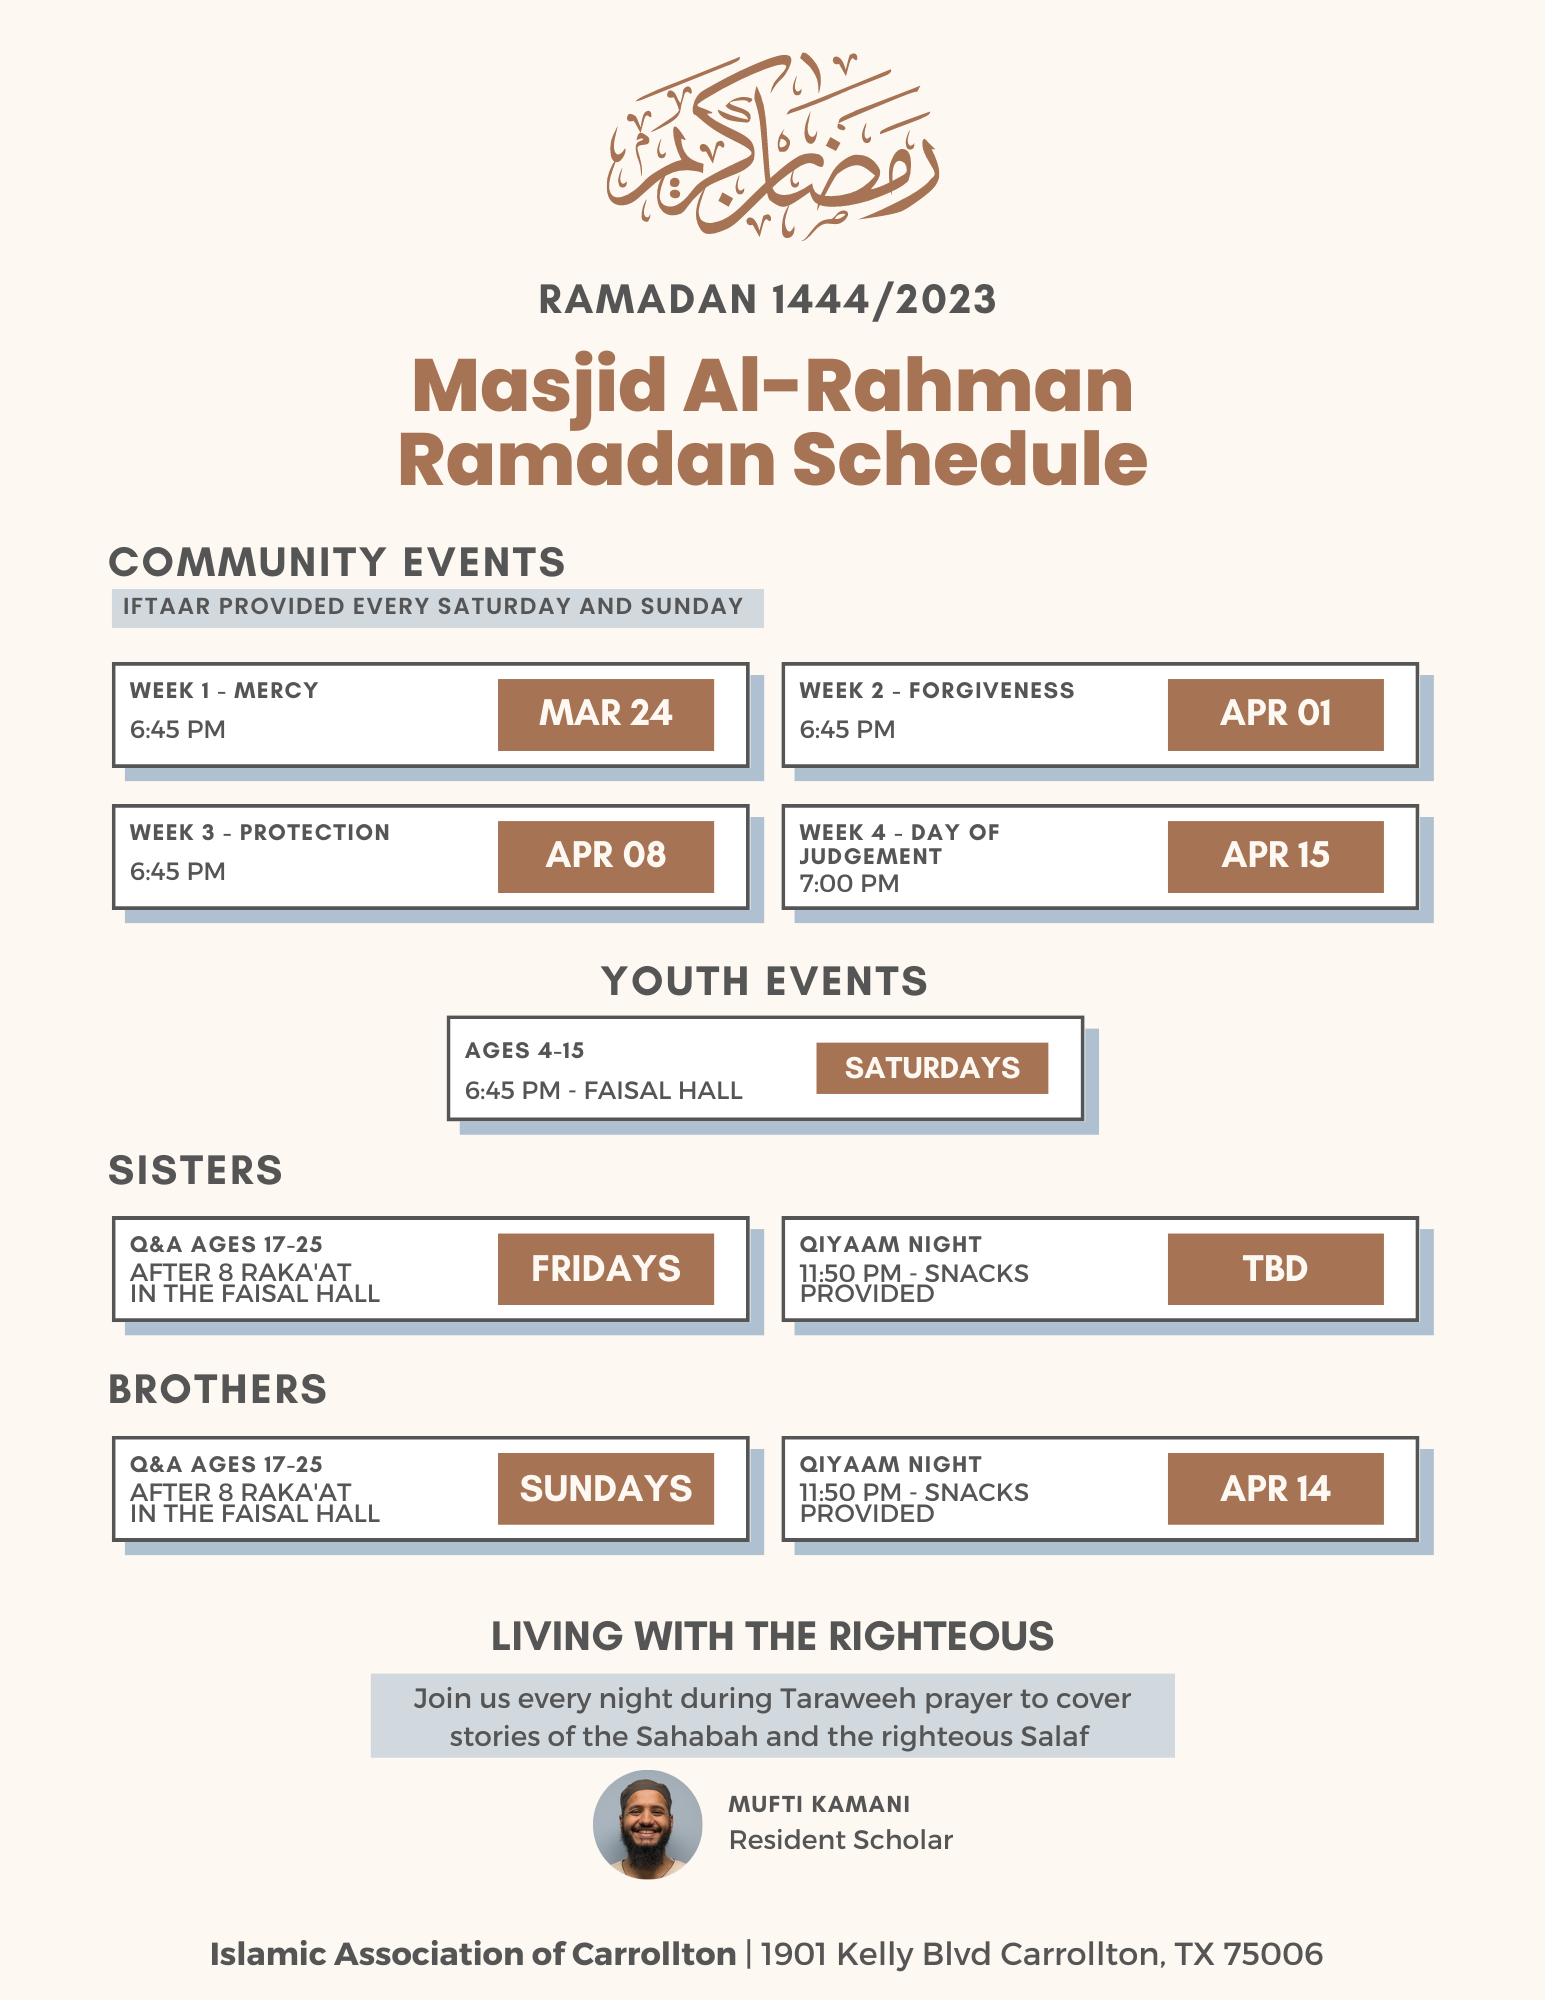 رمضان كريم
RAMADAN 1444/2023
Masjid Al-Rahman
Ramadan Schedule
COMMUNITY EVENTS
IFTAAR PROVIDED EVERY SATURDAY AND SUNDAY
WEEK 1 - MERCY
6:45 PM
MAR 24
WEEK 2 - FORGIVENESS
6:45 PM
APR 01
WEEK 3 - PROTECTION
6:45 PM
APR 08
WEEK 4 - DAY OF
JUDGEMENT
7:00 PM
APR 15
YOUTH EVENTS
AGES 4-15
6:45 PM - FAISAL HALL
SATURDAYS
SISTERS
Q&A AGES 17-25
AFTER 8 RAKA'AT
IN THE FAISAL HALL
FRIDAYS
QIYAAM NIGHT
11:50 PM - SNACKS
PROVIDED
TBD
BROTHERS
Q&A AGES 17-25
AFTER 8 RAKA'AT
IN THE FAISAL HALL
SUNDAYS
QIYAAM NIGHT
11:50 PM - SNACKS
PROVIDED
APR 14
LIVING WITH THE RIGHTEOUS
Join us every night during Taraweeh prayer to cover
stories of the Sahabah and the righteous Salaf
MUFTI KAMANI
Resident Scholar
Islamic Association of Carrollton | 1901 Kelly Blvd Carrollton, TX 75006